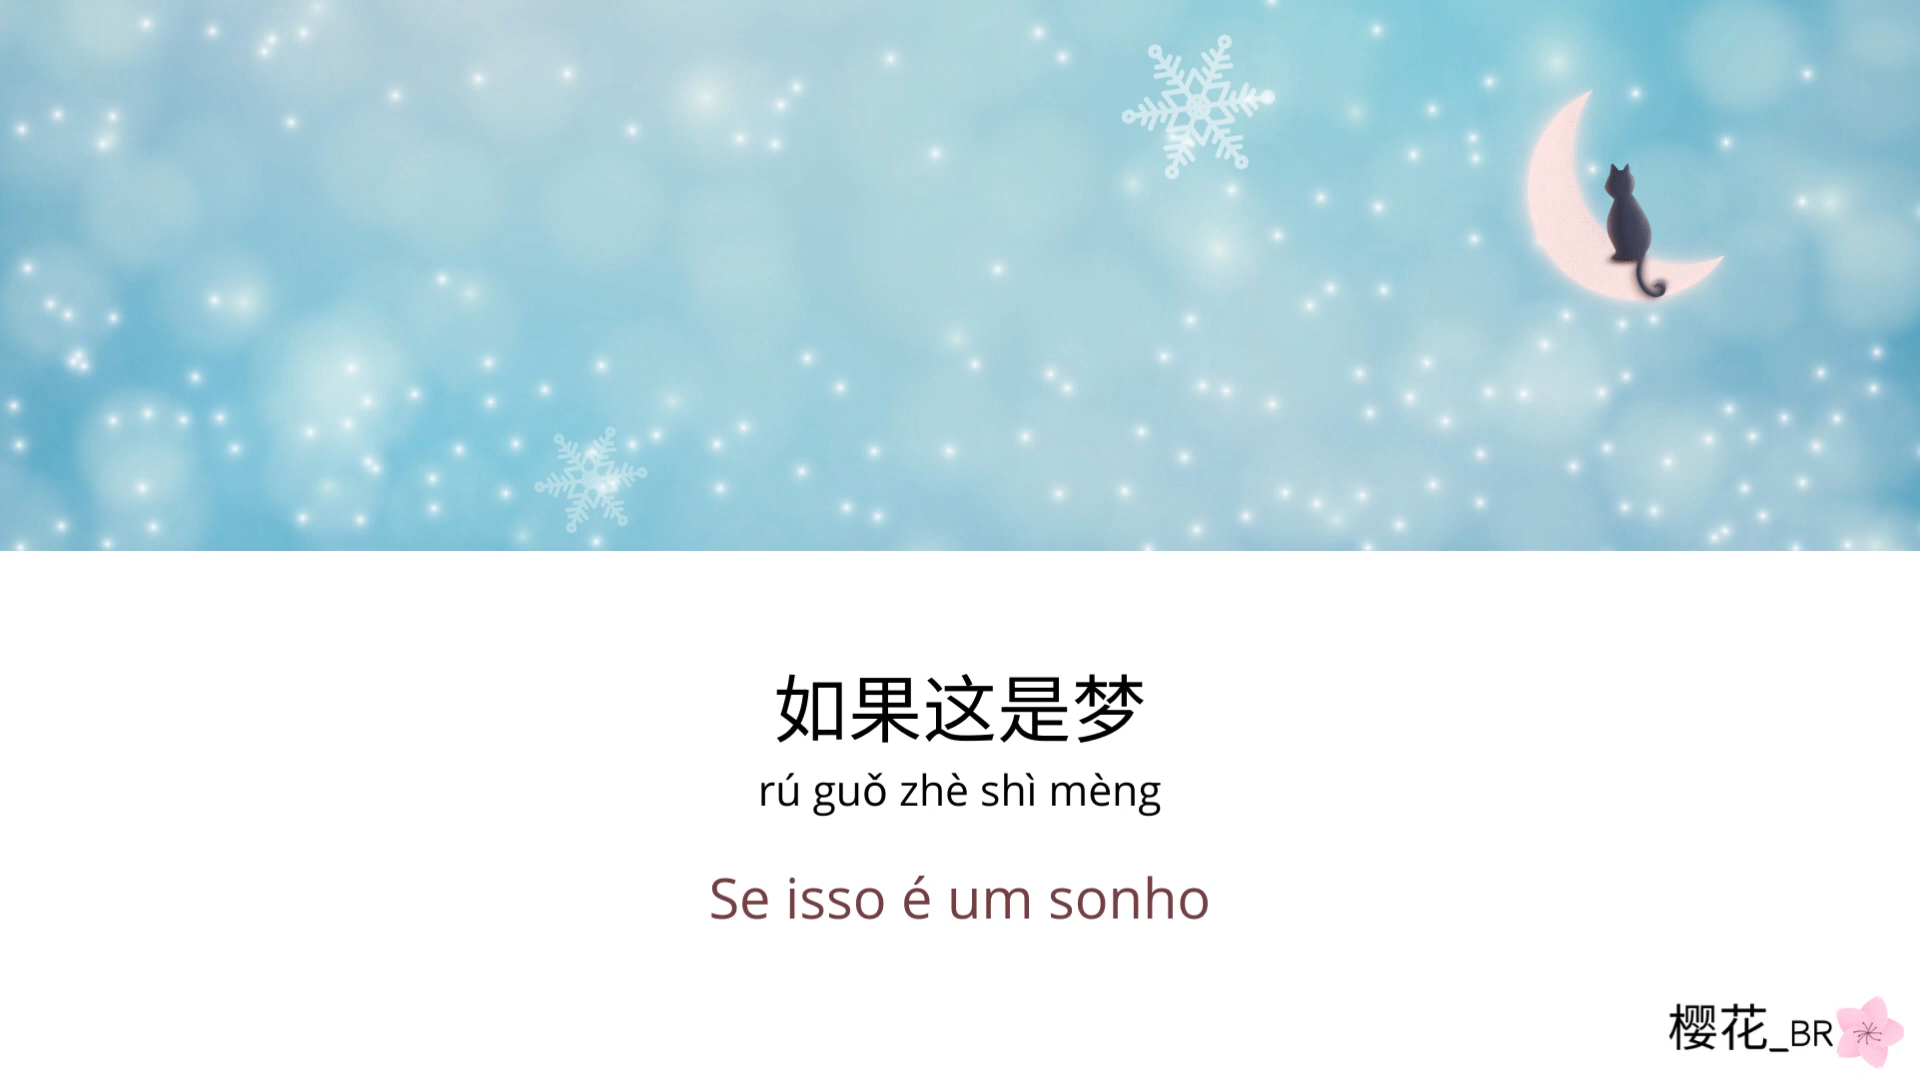 如果这是梦
rú guǒ zhè shì mèng
Se isso é um sonho
樱花_BR